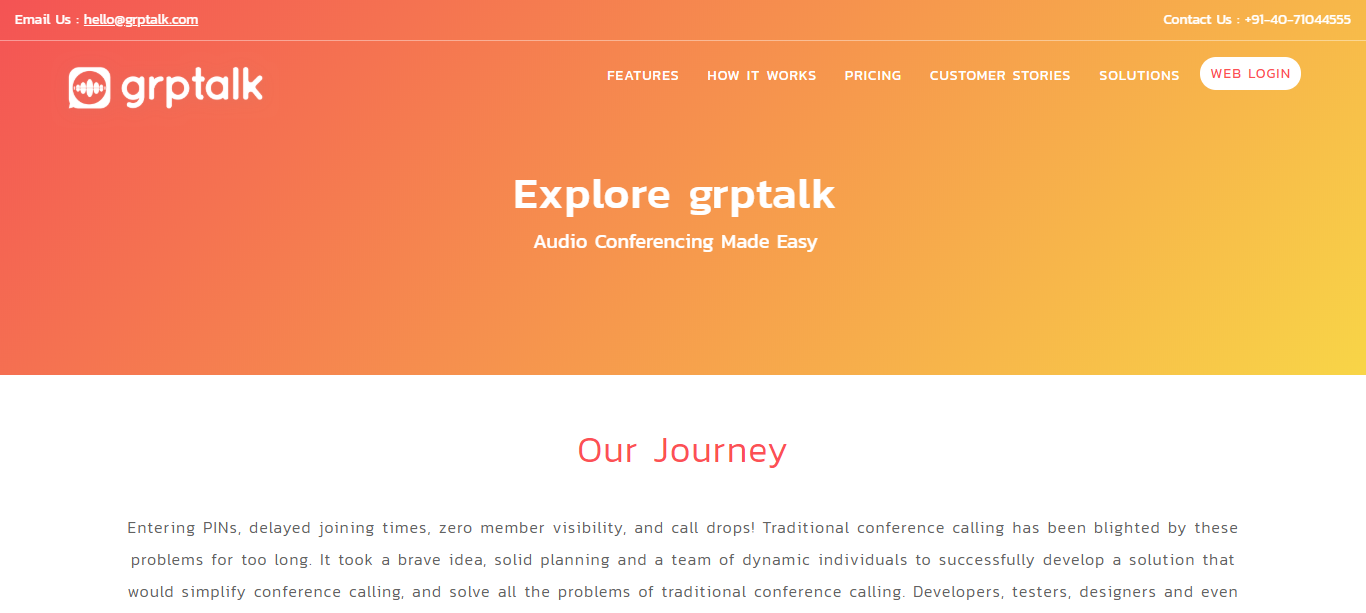 Email Us : hello@grptalk.com
Contact Us : +91-40-71044555
grptalk
FEATURES HOW IT WORKS PRICING CUSTOMER STORIES SOLUTIONS WEB LOGIN
Explore grptalk
Audio Conferencing Made Easy
Our Journey
Entering PINs, delayed joining times, zero member visibility, and call drops! Traditional conference calling has been blighted by these
problems for too long. It took a brave idea, solid planning and a team of dynamic individuals to successfully develop a solution that
would simplify conference calling, and solve all the problems of traditional conference calling. Developers, testers, designers and even